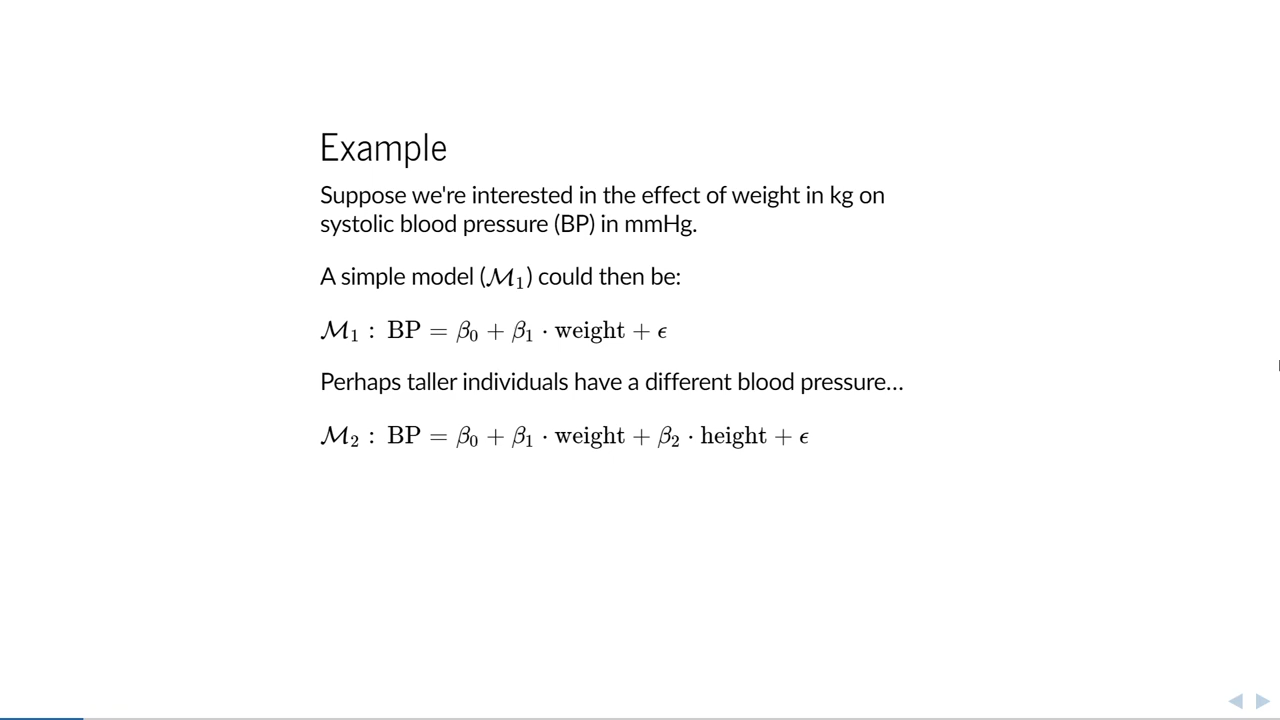 Example
Suppose we're interested in the effect of weight in kg on
systolic blood pressure (BP) in mmHg.
A simple model (ℳ₁) could then be:
ℳ₁ : BP = β₀ + β₁ · weight + ϵ
Perhaps taller individuals have a different blood pressure…
ℳ₂ : BP = β₀ + β₁ · weight + β₂ · height + ϵ